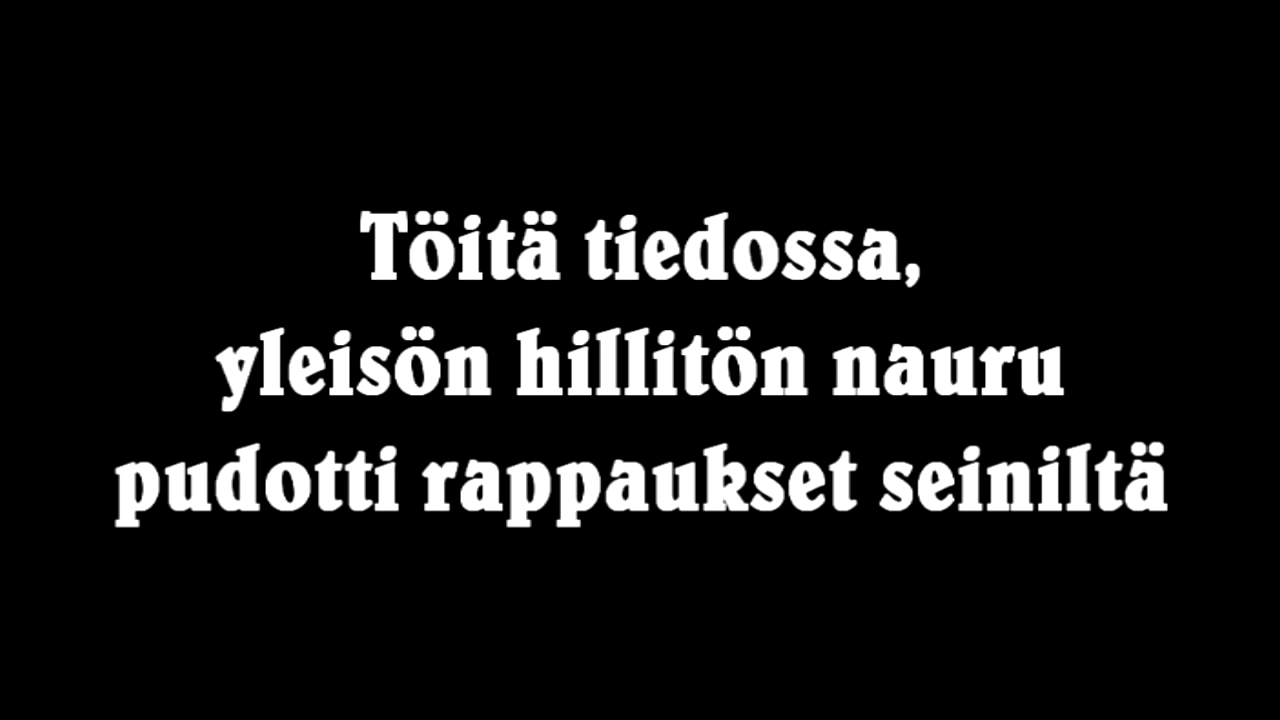 Töitä tiedossa,
yleisön hillitön nauru
pudotti rappaukset seiniltä